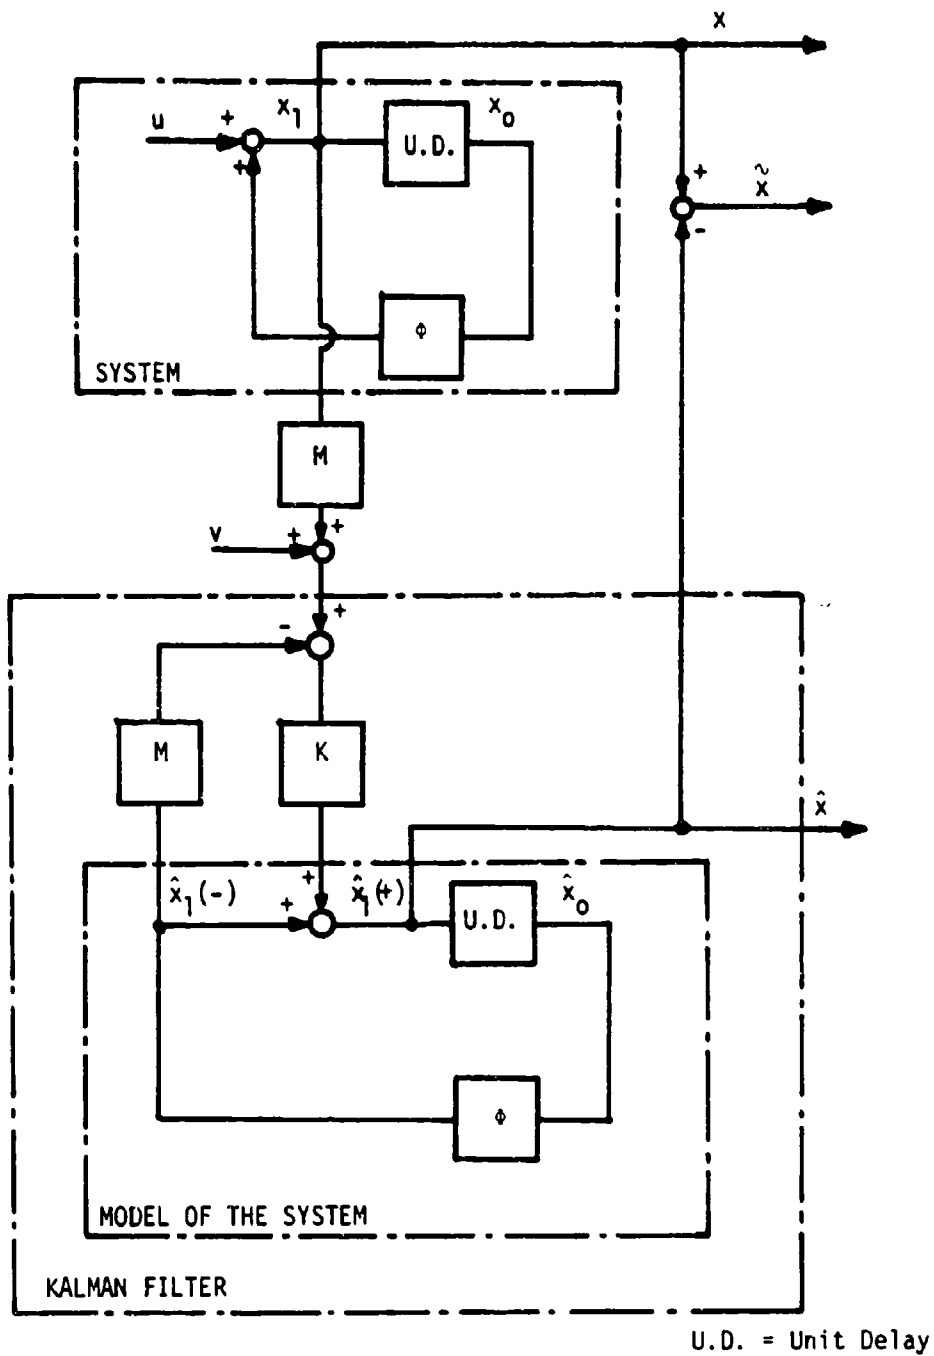 x
u + x₁ U.D. x₀
+
+ x̃
-
Φ
SYSTEM
M
v + +
+
-
M K
x̂
+
x̂₁(-) + x̂₁(+) U.D. x̂₀
Φ
MODEL OF THE SYSTEM
KALMAN FILTER
U.D. = Unit Delay